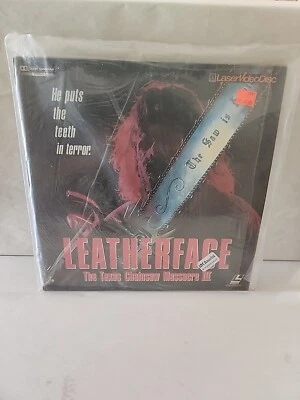 LaserVideoDisc
He puts
the
teeth
in terror.
The Saw is
LEATHERFACE
The Texas Chainsaw Massacre III